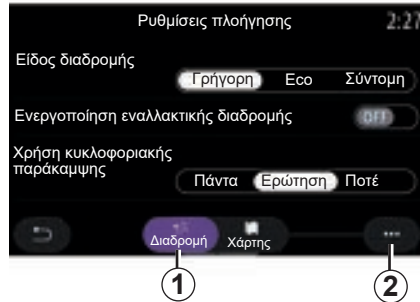 Ρυθμίσεις πλοήγησης 2:27
Είδος διαδρομής
Γρήγορη Eco Σύντομη
Ενεργοποίηση εναλλακτικής διαδρομής OFF
Χρήση κυκλοφοριακής
παράκαμψης
Πάντα Ερώτηση Ποτέ
Διαδρομή Χάρτης
1 2